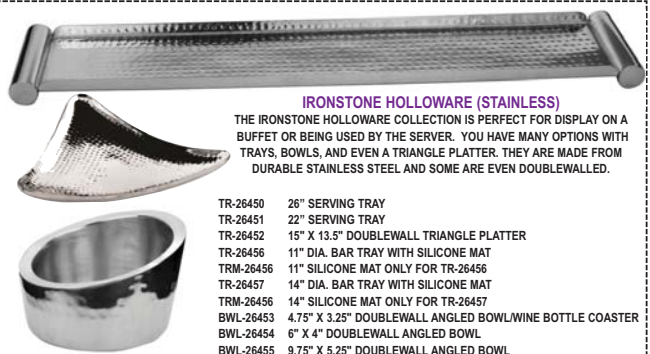 IRONSTONE HOLLOWARE (STAINLESS)
THE IRONSTONE HOLLOWARE COLLECTION IS PERFECT FOR DISPLAY ON A
BUFFET OR BEING USED BY THE SERVER. YOU HAVE MANY OPTIONS WITH
TRAYS, BOWLS, AND EVEN A TRIANGLE PLATTER. THEY ARE MADE FROM
DURABLE STAINLESS STEEL AND SOME ARE EVEN DOUBLEWALLED.
TR-26450 26” SERVING TRAY
TR-26451 22” SERVING TRAY
TR-26452 15" X 13.5" DOUBLEWALL TRIANGLE PLATTER
TR-26456 11" DIA. BAR TRAY WITH SILICONE MAT
TRM-26456 11" SILICONE MAT ONLY FOR TR-26456
TR-26457 14" DIA. BAR TRAY WITH SILICONE MAT
TRM-26456 14" SILICONE MAT ONLY FOR TR-26457
BWL-26453 4.75" X 3.25" DOUBLEWALL ANGLED BOWL/WINE BOTTLE COASTER
BWL-26454 6" X 4" DOUBLEWALL ANGLED BOWL
BWL-26455 9.75" X 5.25" DOUBLEWALL ANGLED BOWL